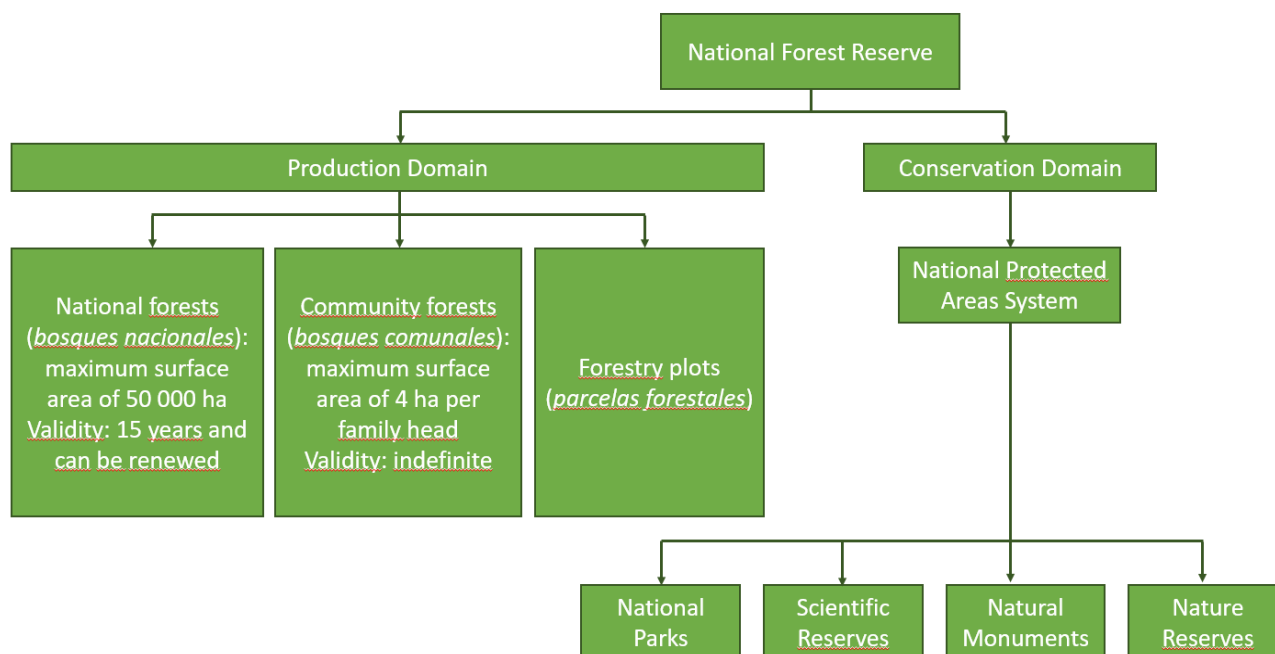 National Forest Reserve
Production Domain
Conservation Domain
National forests
(bosques nacionales):
maximum surface
area of 50 000 ha
Validity: 15 years and
can be renewed
Community forests
(bosques comunales):
maximum surface
area of 4 ha per
family head
Validity: indefinite
Forestry plots
(parcelas forestales)
National Protected
Areas System
National
Parks
Scientific
Reserves
Natural
Monuments
Nature
Reserves